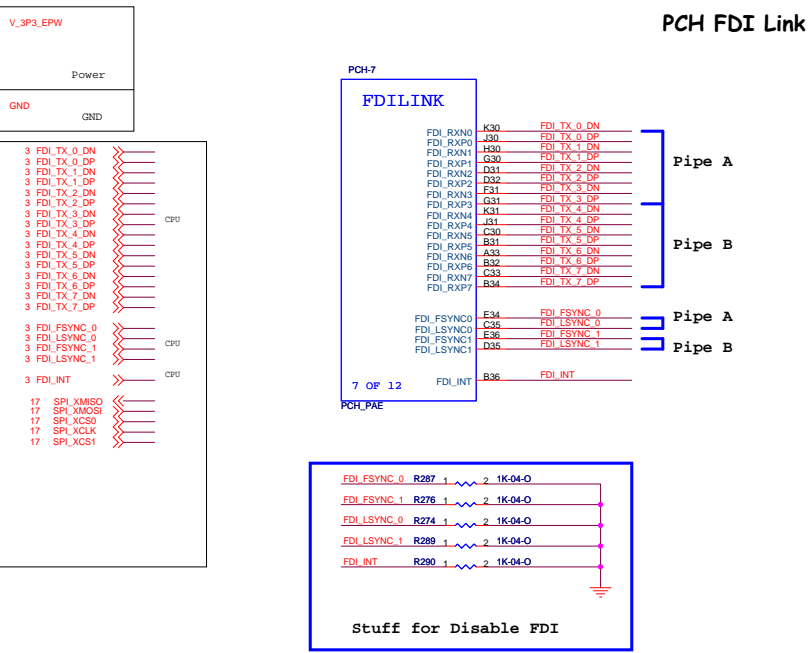 PCH FDI Link
V_3P3_EPW
Power
GND
GND
3 FDI_TX_0_DN
3 FDI_TX_0_DP
3 FDI_TX_1_DN
3 FDI_TX_1_DP
3 FDI_TX_2_DN
3 FDI_TX_2_DP
3 FDI_TX_3_DN
3 FDI_TX_3_DP
3 FDI_TX_4_DN
3 FDI_TX_4_DP
3 FDI_TX_5_DN
3 FDI_TX_5_DP
3 FDI_TX_6_DN
3 FDI_TX_6_DP
3 FDI_TX_7_DN
3 FDI_TX_7_DP
CPU
3 FDI_FSYNC_0
3 FDI_LSYNC_0
3 FDI_FSYNC_1
3 FDI_LSYNC_1
CPU
3 FDI_INT
CPU
17 SPI_XMISO
17 SPI_XMOSI
17 SPI_XCS0
17 SPI_XCLK
17 SPI_XCS1
PCH-7
FDILINK
FDI_RXN0 K30 FDI_TX_0_DN
FDI_RXP0 J30 FDI_TX_0_DP
FDI_RXN1 H30 FDI_TX_1_DN
FDI_RXP1 G30 FDI_TX_1_DP
FDI_RXN2 D31 FDI_TX_2_DN
FDI_RXP2 D32 FDI_TX_2_DP
FDI_RXN3 F31 FDI_TX_3_DN
FDI_RXP3 G31 FDI_TX_3_DP
FDI_RXN4 K31 FDI_TX_4_DN
FDI_RXP4 J31 FDI_TX_4_DP
FDI_RXN5 C30 FDI_TX_5_DN
FDI_RXP5 B31 FDI_TX_5_DP
FDI_RXN6 A33 FDI_TX_6_DN
FDI_RXP6 B32 FDI_TX_6_DP
FDI_RXN7 C33 FDI_TX_7_DN
FDI_RXP7 B34 FDI_TX_7_DP
Pipe A
Pipe B
FDI_FSYNC0 E34 FDI_FSYNC_0
FDI_LSYNC0 C35 FDI_LSYNC_0
FDI_FSYNC1 E36 FDI_FSYNC_1
FDI_LSYNC1 D35 FDI_LSYNC_1
Pipe A
Pipe B
FDI_INT B36 FDI_INT
7 OF 12
PCH_PAE
FDI_FSYNC_0 R287 1 2 1K-04-O
FDI_FSYNC_1 R276 1 2 1K-04-O
FDI_LSYNC_0 R274 1 2 1K-04-O
FDI_LSYNC_1 R289 1 2 1K-04-O
FDI_INT R290 1 2 1K-04-O
Stuff for Disable FDI